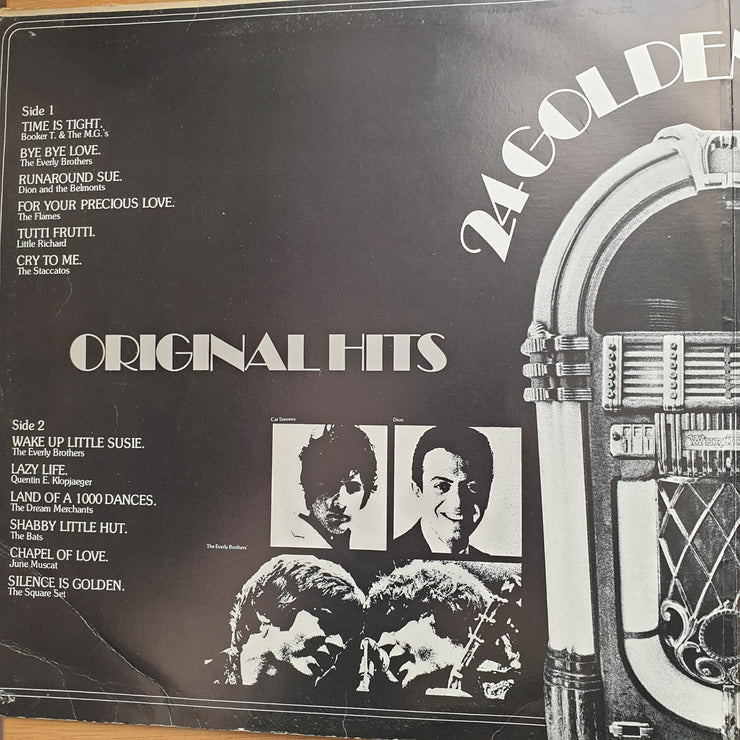 24 GOLDEN
Side 1
TIME IS TIGHT.
Booker T. & The M.G.'s
BYE BYE LOVE.
The Everly Brothers
RUNAROUND SUE.
Dion and the Belmonts
FOR YOUR PRECIOUS LOVE.
The Flames
TUTTI FRUTTI.
Little Richard
CRY TO ME.
The Staccatos
ORIGINAL HITS
Side 2
WAKE UP LITTLE SUSIE.
The Everly Brothers
LAZY LIFE.
Quentin E. Klopjaeger
LAND OF A 1000 DANCES.
The Dream Merchants
SHABBY LITTLE HUT.
The Bats
CHAPEL OF LOVE.
June Muscat
SILENCE IS GOLDEN.
The Square Set
Cat Stevens
Dion
The Everly Brothers